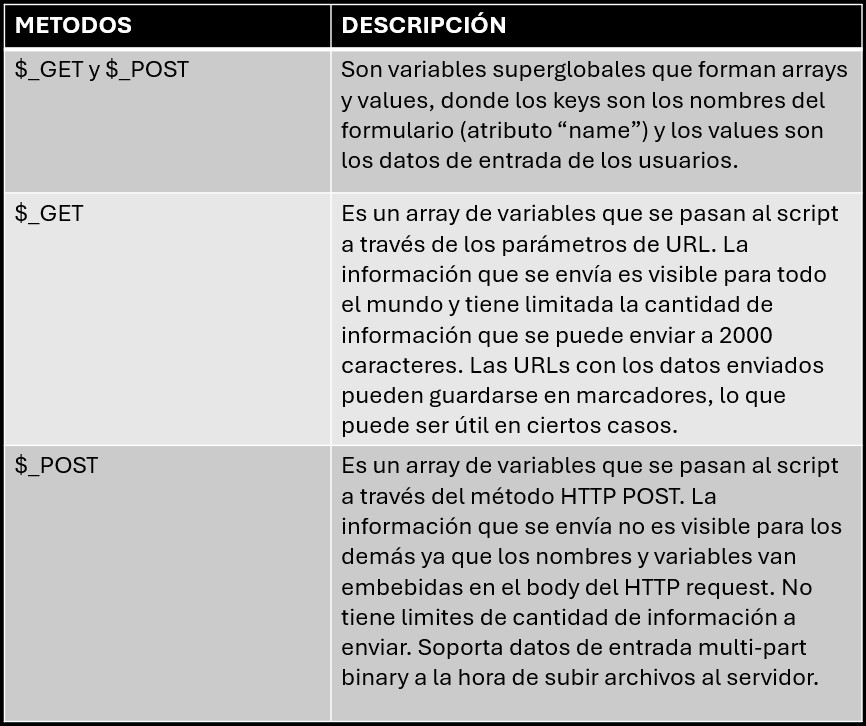 METODOS
DESCRIPCIÓN
$_GET y $_POST
Son variables superglobales que forman arrays
y values, donde los keys son los nombres del
formulario (atributo “name”) y los values son
los datos de entrada de los usuarios.
$_GET
Es un array de variables que se pasan al script
a través de los parámetros de URL. La
información que se envía es visible para todo
el mundo y tiene limitada la cantidad de
información que se puede enviar a 2000
caracteres. Las URLs con los datos enviados
pueden guardarse en marcadores, lo que
puede ser útil en ciertos casos.
$_POST
Es un array de variables que se pasan al script
a través del método HTTP POST. La
información que se envía no es visible para los
demás ya que los nombres y variables van
embebidas en el body del HTTP request. No
tiene limites de cantidad de información a
enviar. Soporta datos de entrada multi-part
binary a la hora de subir archivos al servidor.